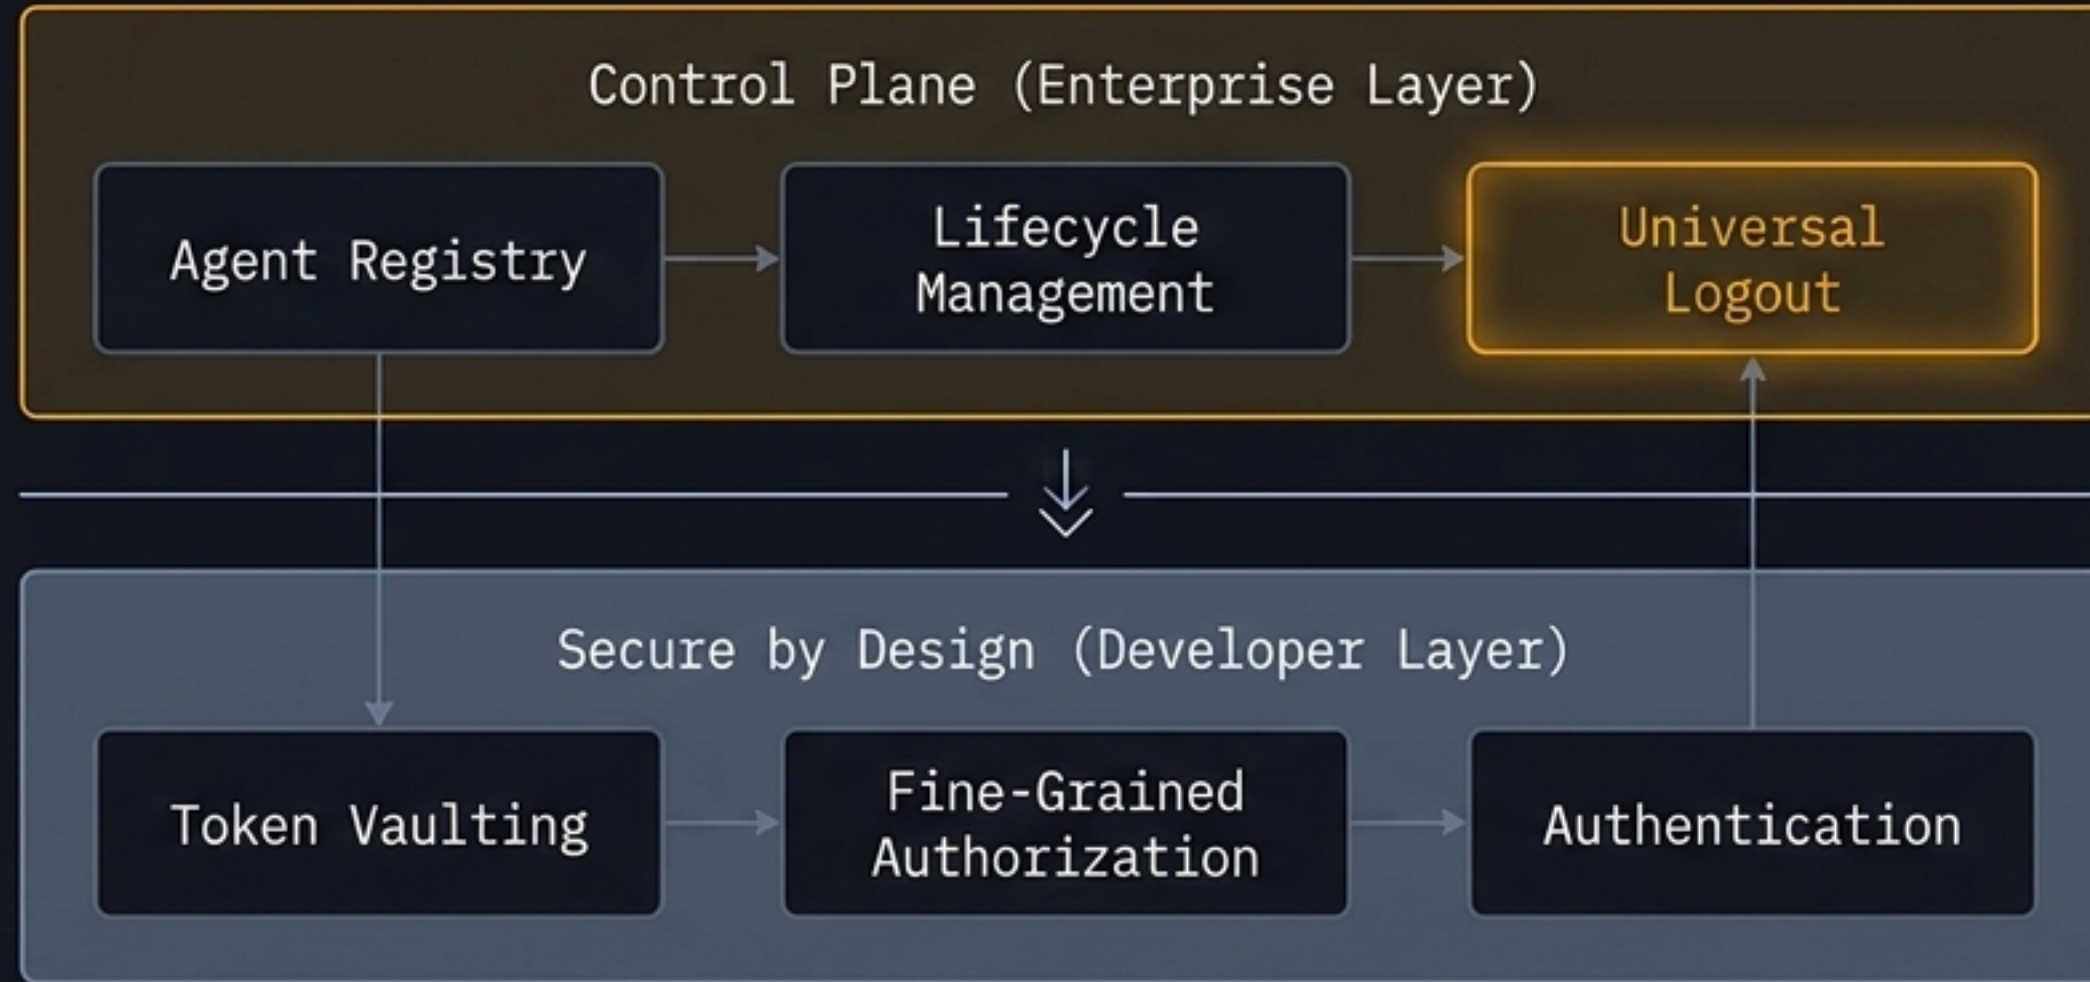 Control Plane (Enterprise Layer)
Agent Registry
Lifecycle
Management
Universal
Logout
Secure by Design (Developer Layer)
Token Vaulting
Fine-Grained
Authorization
Authentication